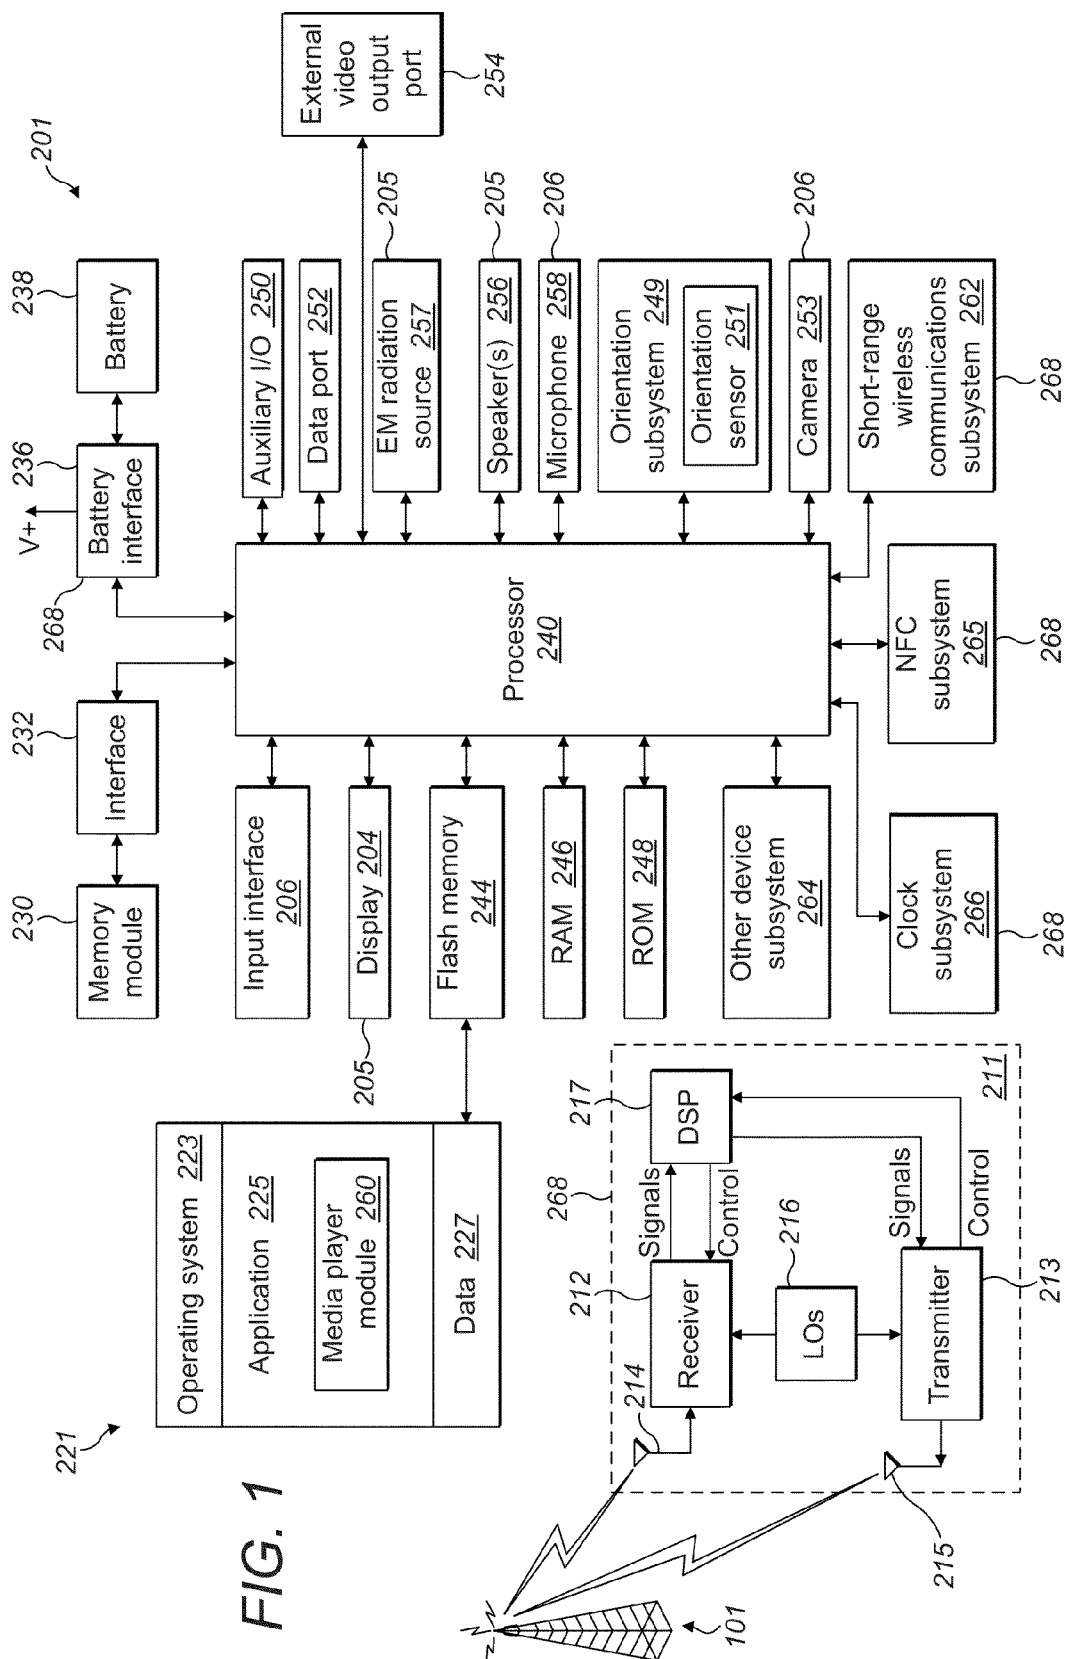 201
230
Memory
module
232
Interface
268
236
Battery
interface
V+
238
Battery
221
Operating system 223
Application
225
Media player
module 260
Data 227
205
Input interface
206
Display 204
Flash memory
244
RAM 246
ROM 248
Other device
subsystem
264
Processor
240
Auxiliary I/O 250
Data port 252
EM radiation
source 257
205
External
video
output
port
254
Speaker(s) 256
205
Microphone 258
206
Orientation
subsystem 249
Orientation
sensor 251
Camera 253
206
Short-range
wireless
communications
subsystem 262
268
NFC
subsystem
265
268
Clock
subsystem
266
268
268
211
217
DSP
Signals
Control
212
Receiver
214
216
LOs
Signals
Control
Transmitter
213
215
101
FIG. 1